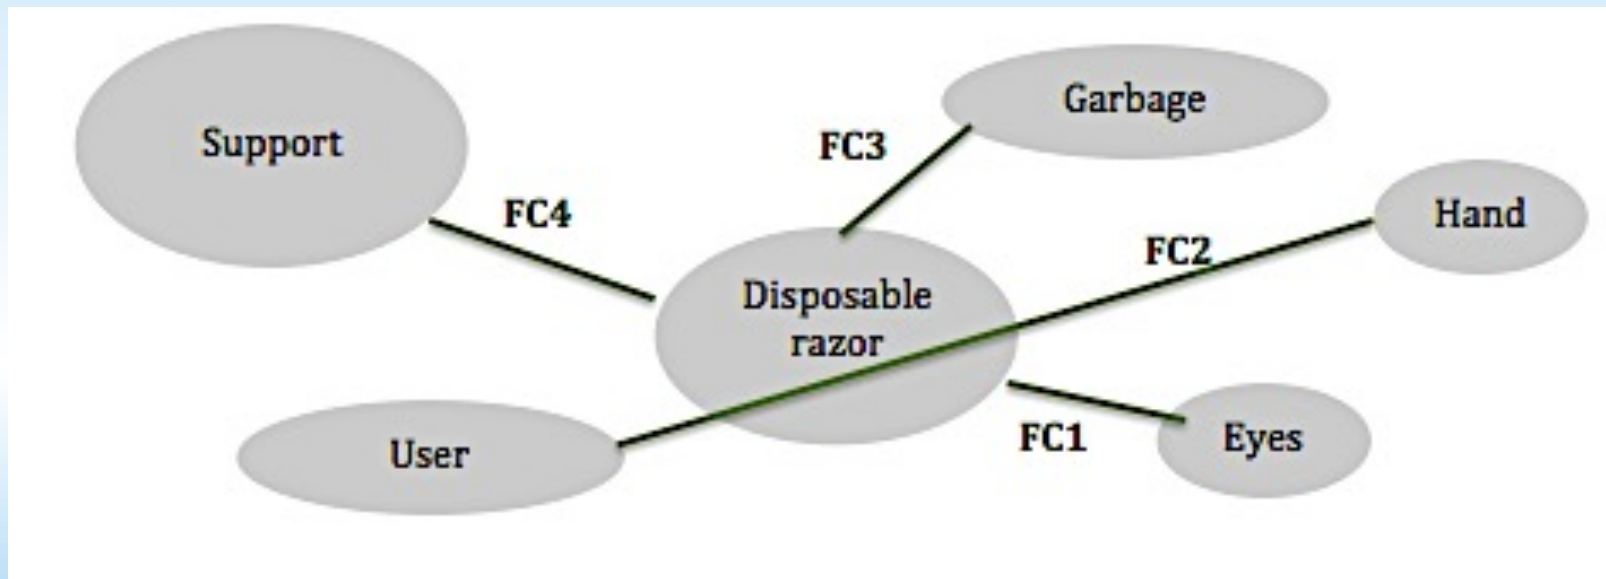 Garbage
Support
FC3
Hand
FC4
FC2
Disposable
razor
User
FC1
Eyes